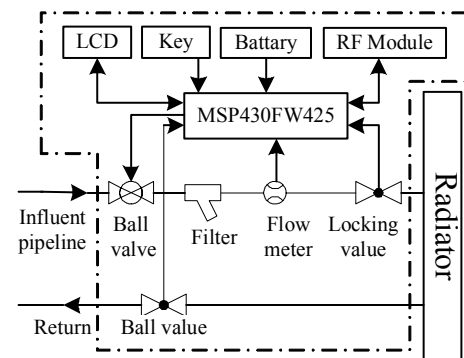 LCD
Key
Battary
RF Module
MSP430FW425
Influent
pipeline
Ball
valve
Filter
Flow
meter
Locking
value
Radiator
Return
Ball value